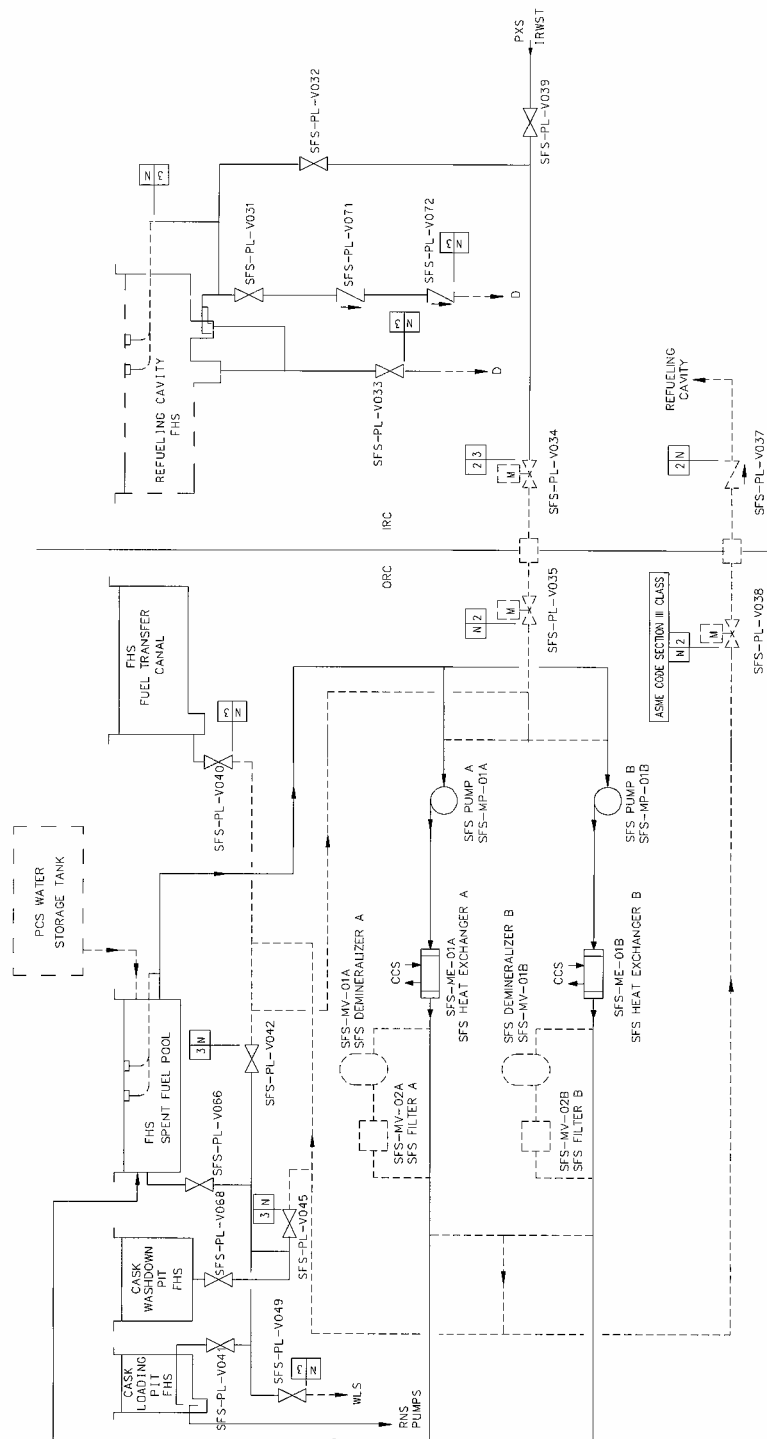 PXS
IRWST
SFS-PL-V039
SFS-PL-V032
3 N
SFS-PL-V031
SFS-PL-V071
SFS-PL-V072
N 3
D
REFUELING CAVITY
FHS
N 3
SFS-PL-V033
D
2 3
M
SFS-PL-V034
REFUELING
CAVITY
2 N
SFS-PL-V037
IRC
ORC
N 2
M
SFS-PL-V035
ASME CODE SECTION III CLASS
N 2
M
SFS-PL-V038
FHS
FUEL TRANSFER
CANAL
N 3
SFS-PL-V040
PCS WATER
STORAGE TANK
FHS
SPENT FUEL POOL
3 N
SFS-PL-V042
SFS PUMP A
SFS-MP-01A
SFS PUMP B
SFS-MP-01B
CCS
SFS-ME-01A
SFS HEAT EXCHANGER A
CCS
SFS-ME-01B
SFS HEAT EXCHANGER B
SFS-MV-01A
SFS DEMINERALIZER A
SFS DEMINERALIZER B
SFS-MV-01B
SFS-MV-02A
SFS FILTER A
SFS-MV-02B
SFS FILTER B
SFS-PL-V066
SFS-PL-V068
3 N
SFS-PL-V045
CASK
WASHDOWN
PIT
FHS
SFS-PL-V049
CASK
LOADING
PIT
FHS
SFS-PL-V041
N 3
WLS
RNS
PUMPS